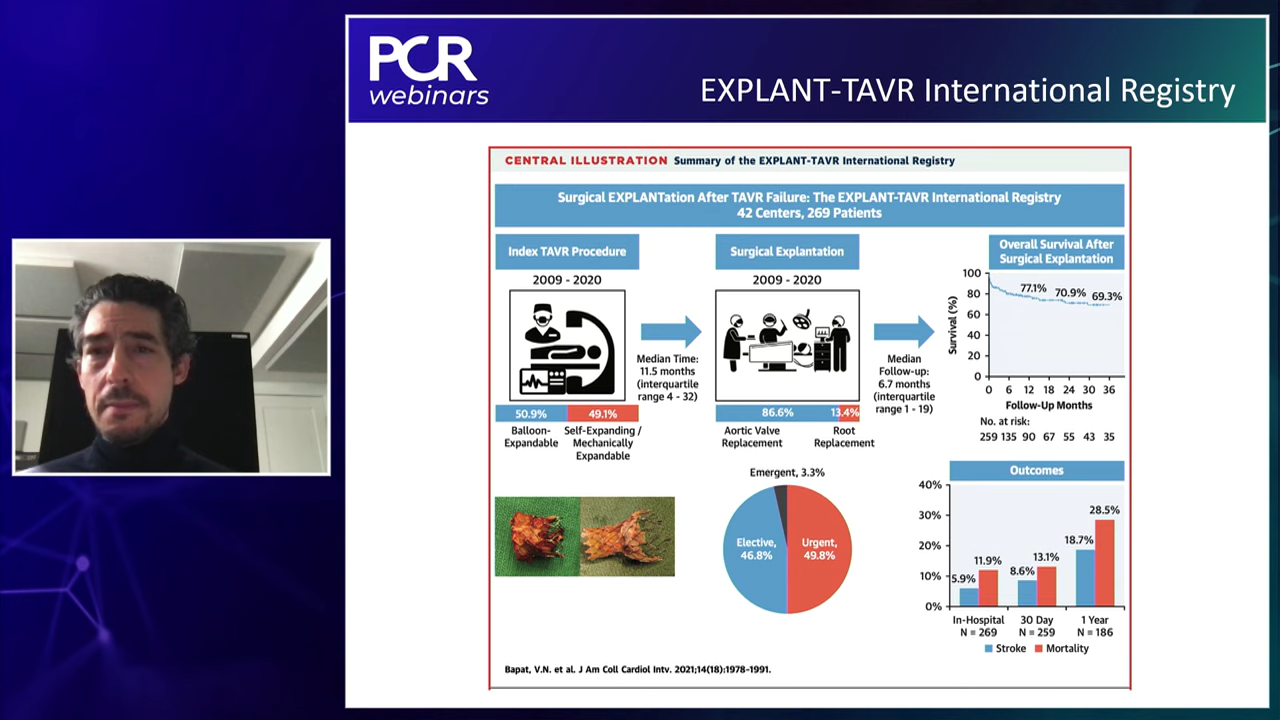 PCR
webinars
EXPLANT-TAVR International Registry
CENTRAL ILLUSTRATION Summary of the EXPLANT-TAVR International Registry
Surgical EXPLANTation After TAVR Failure: The EXPLANT-TAVR International Registry
42 Centers, 269 Patients
Index TAVR Procedure
2009 - 2020
50.9% 49.1%
Balloon-
Expandable
Self-Expanding /
Mechanically
Expandable
Median Time:
11.5 months
(interquartile
range 4 - 32)
Surgical Explantation
2009 - 2020
86.6% 13.4%
Aortic Valve
Replacement
Root
Replacement
Median
Follow-up:
6.7 months
(interquartile
range 1 - 19)
Overall Survival After
Surgical Explantation
Survival (%)
100
80
60
40
20
0
77.1% 70.9% 69.3%
0 6 12 18 24 30 36
Follow-Up Months
No. at risk:
259 135 90 67 55 43 35
Emergent, 3.3%
Elective,
46.8%
Urgent,
49.8%
Outcomes
40%
30%
20%
10%
0%
5.9% 11.9% 8.6% 13.1% 18.7% 28.5%
In-Hospital
N = 269
30 Day
N = 259
1 Year
N = 186
Stroke Mortality
Bapat, V.N. et al. J Am Coll Cardiol Intv. 2021;14(18):1978-1991.